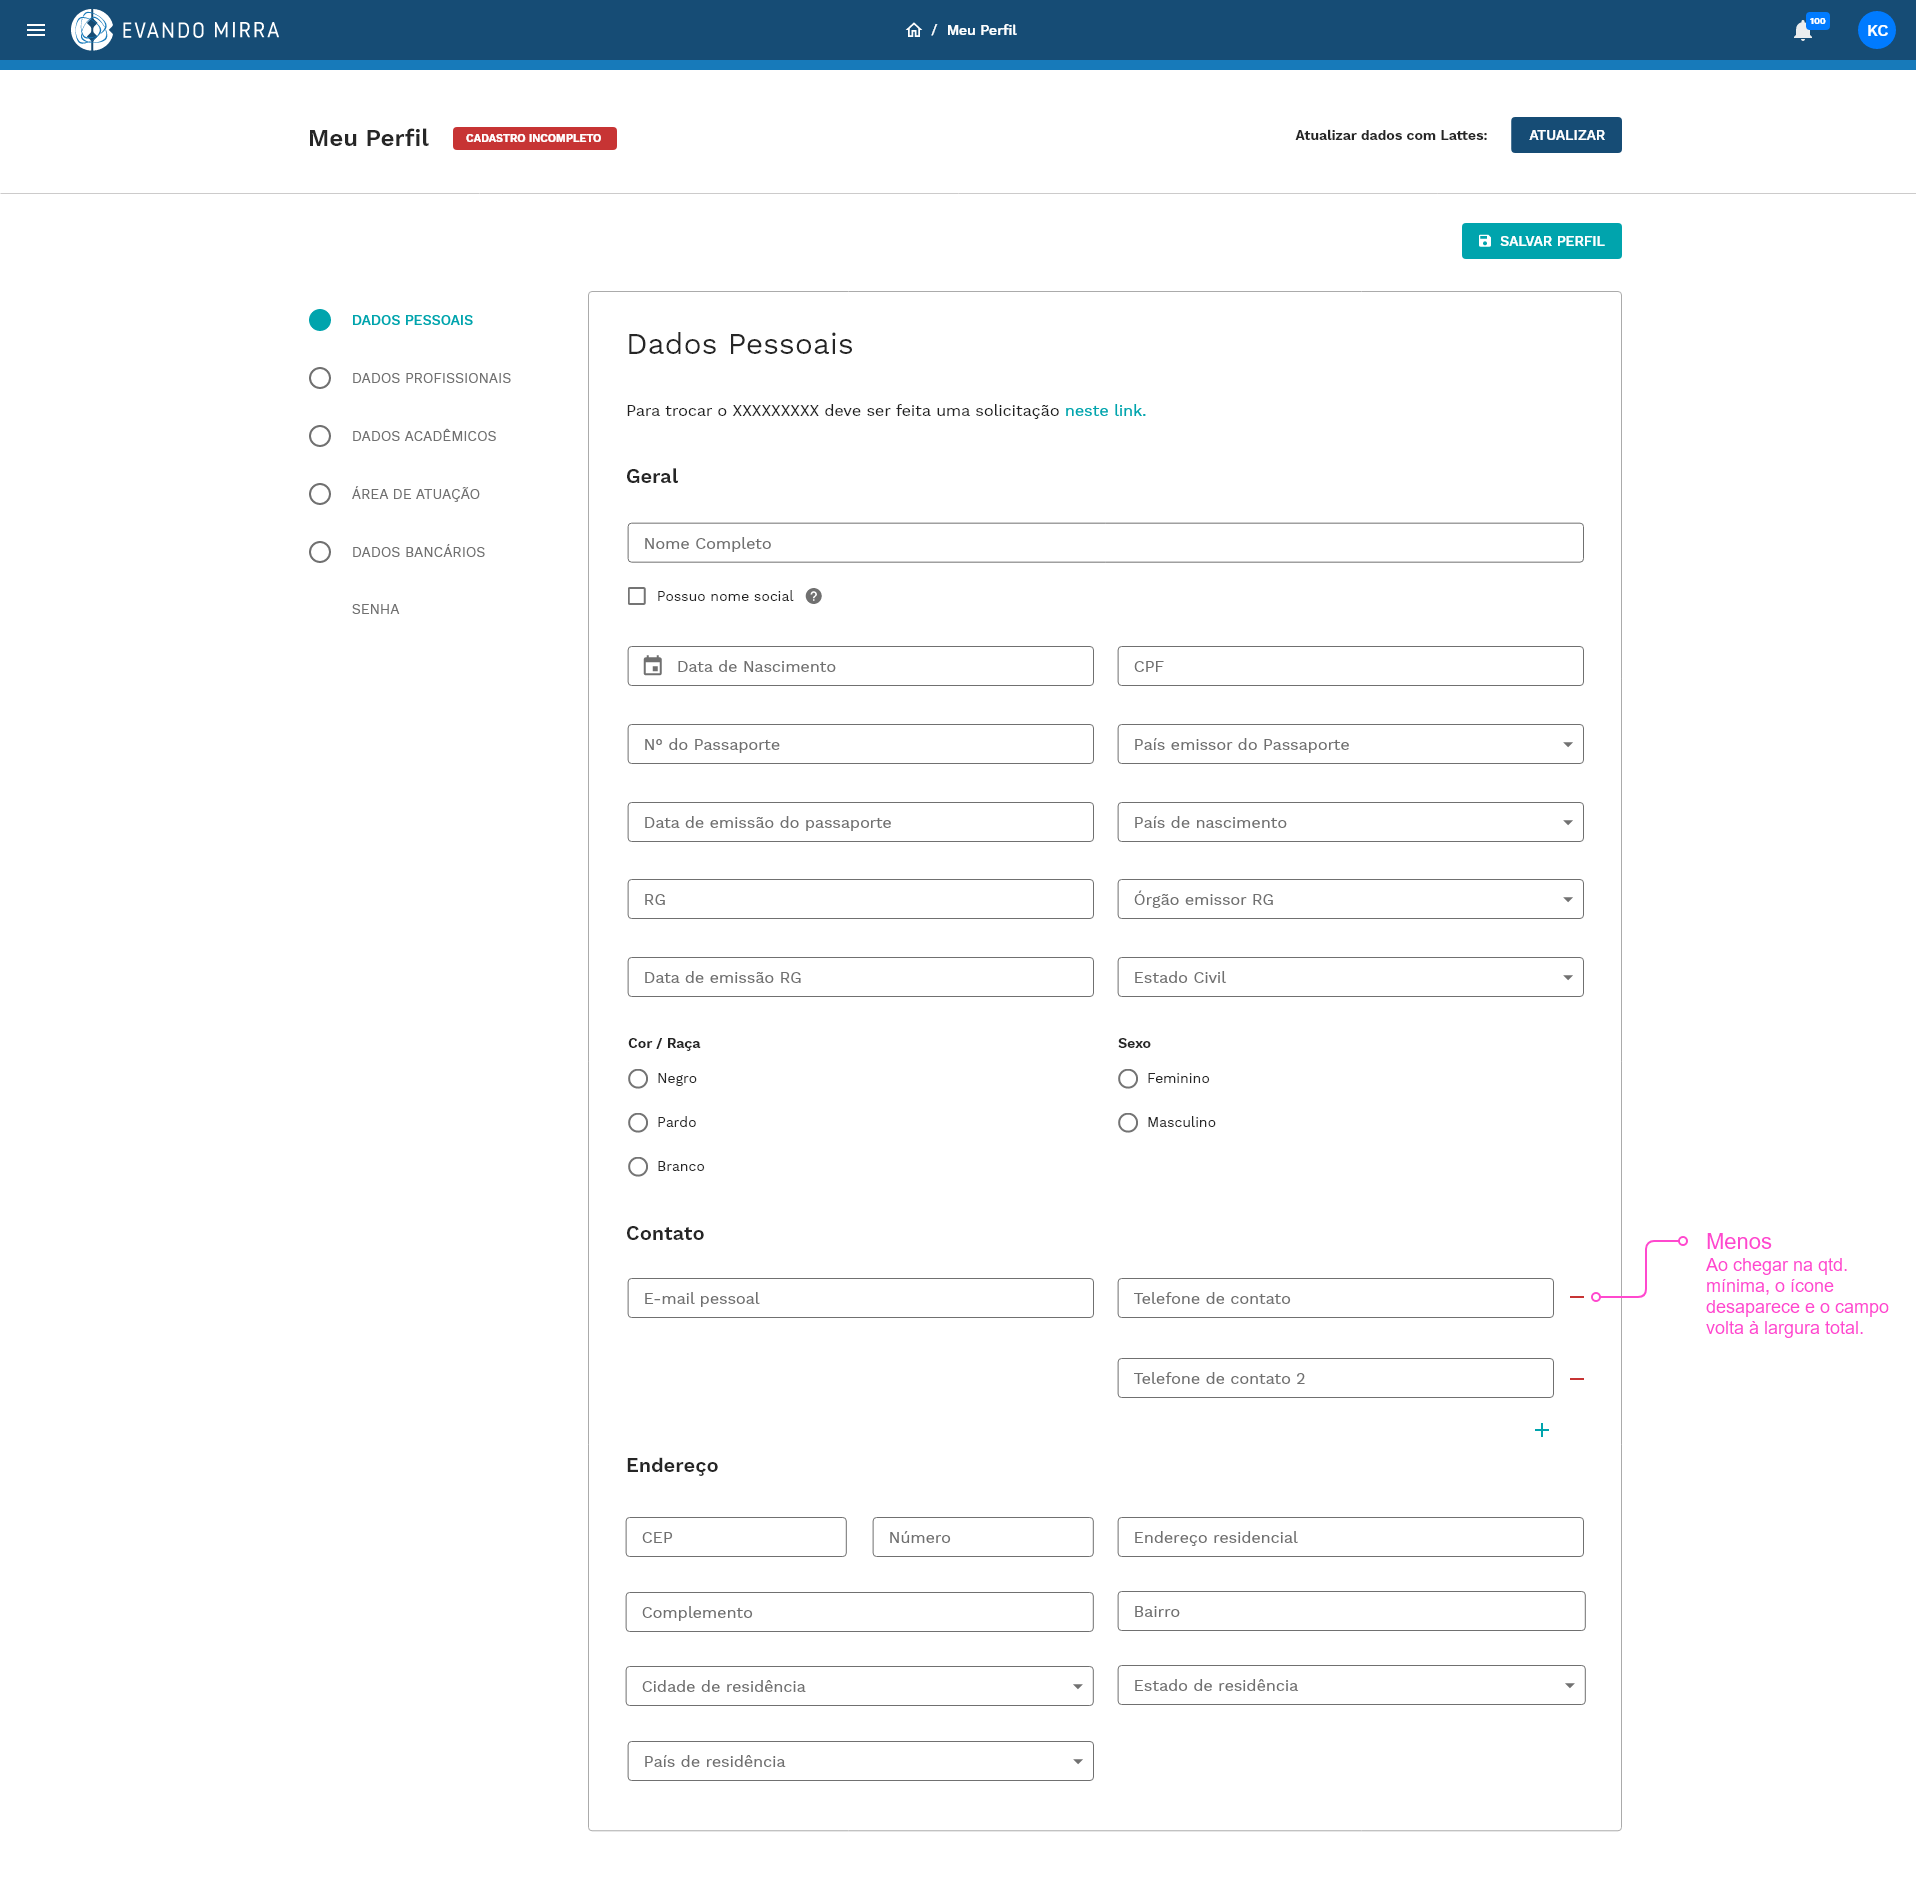 EVANDO MIRRA
/ Meu Perfil
100
KC
Meu Perfil
CADASTRO INCOMPLETO
Atualizar dados com Lattes:
ATUALIZAR
SALVAR PERFIL
DADOS PESSOAIS
DADOS PROFISSIONAIS
DADOS ACADÊMICOS
ÁREA DE ATUAÇÃO
DADOS BANCÁRIOS
SENHA
Dados Pessoais
Para trocar o XXXXXXXXX deve ser feita uma solicitação neste link.
Geral
Nome Completo
Possuo nome social ?
Data de Nascimento
CPF
Nº do Passaporte
País emissor do Passaporte
Data de emissão do passaporte
País de nascimento
RG
Órgão emissor RG
Data de emissão RG
Estado Civil
Cor / Raça
Negro
Pardo
Branco
Sexo
Feminino
Masculino
Contato
E-mail pessoal
Telefone de contato
Telefone de contato 2
Menos
Ao chegar na qtd.
mínima, o ícone
desaparece e o campo
volta à largura total.
Endereço
CEP
Número
Endereço residencial
Complemento
Bairro
Cidade de residência
Estado de residência
País de residência